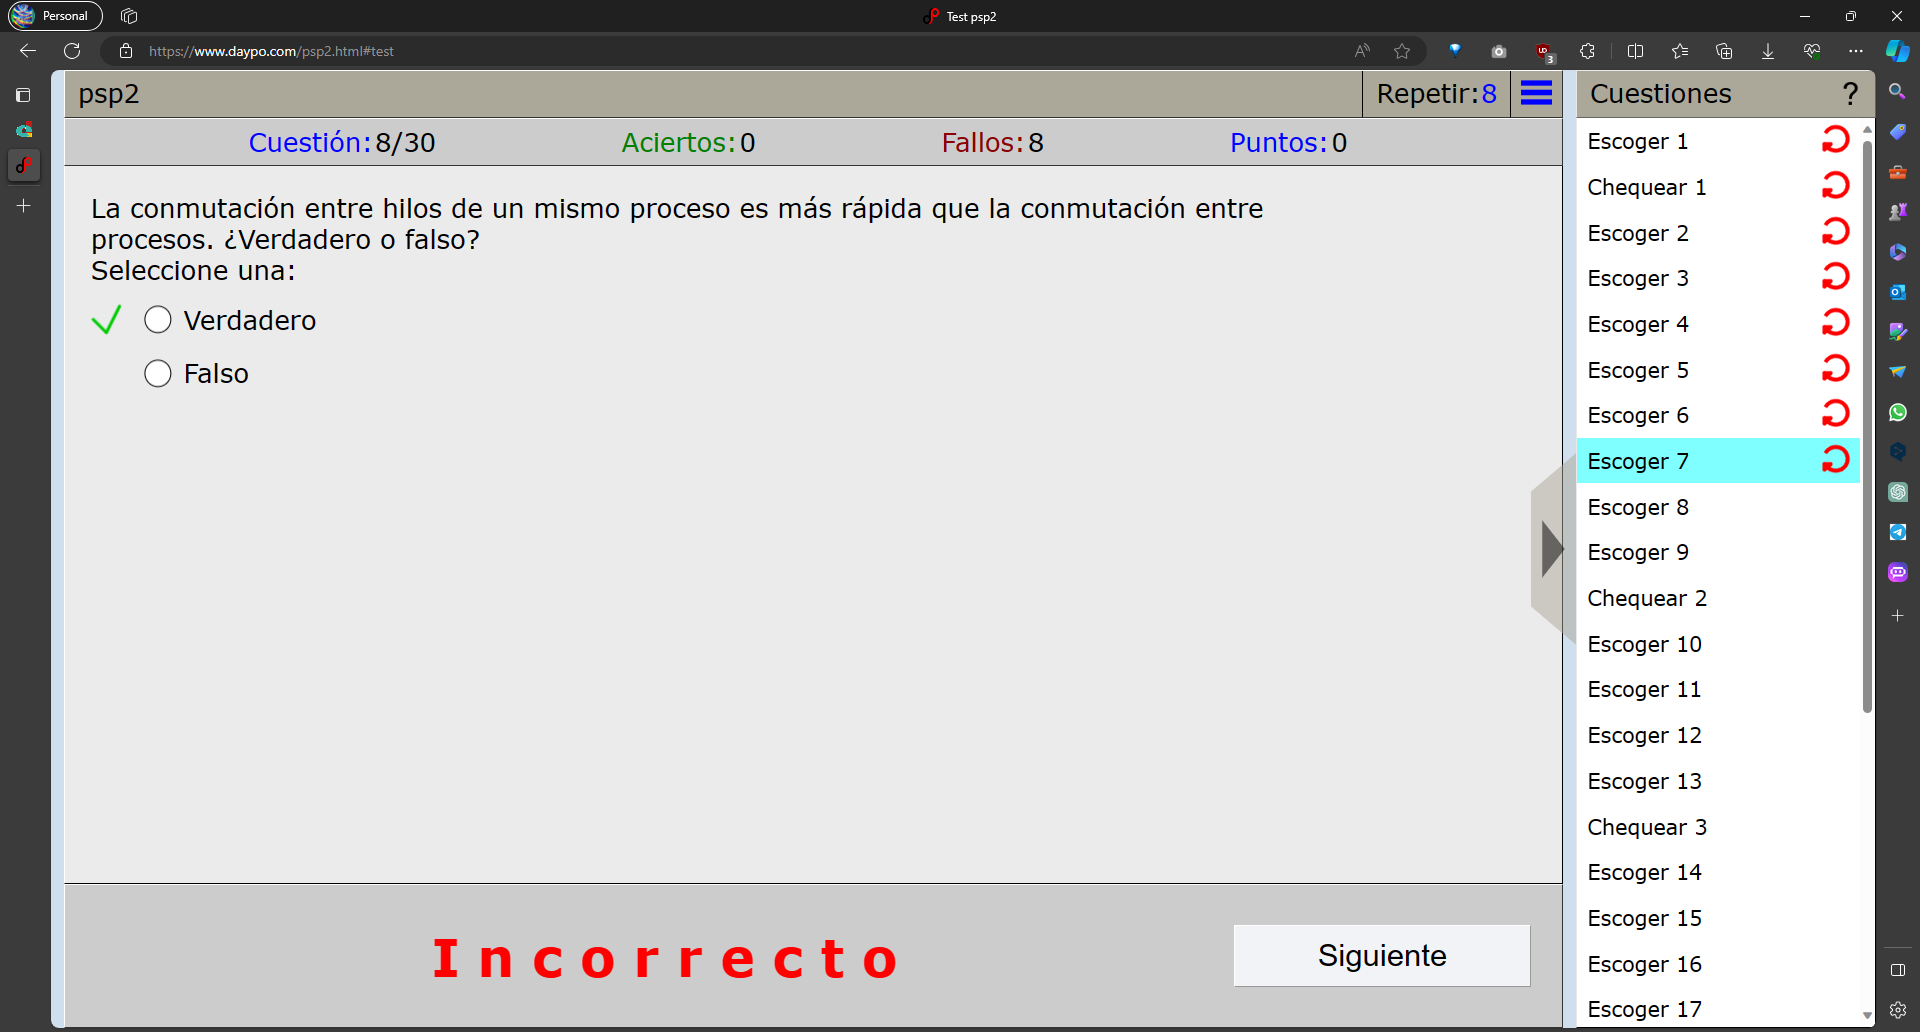 Personal
Test psp2
https://www.daypo.com/psp2.html#test
3
psp2
Repetir:8
Cuestión:8/30
Aciertos:0
Fallos:8
Puntos:0
La conmutación entre hilos de un mismo proceso es más rápida que la conmutación entre
procesos. ¿Verdadero o falso?
Seleccione una:
Verdadero
Falso
Incorrecto
Siguiente
Cuestiones
?
Escoger 1
Chequear 1
Escoger 2
Escoger 3
Escoger 4
Escoger 5
Escoger 6
Escoger 7
Escoger 8
Escoger 9
Chequear 2
Escoger 10
Escoger 11
Escoger 12
Escoger 13
Chequear 3
Escoger 14
Escoger 15
Escoger 16
Escoger 17